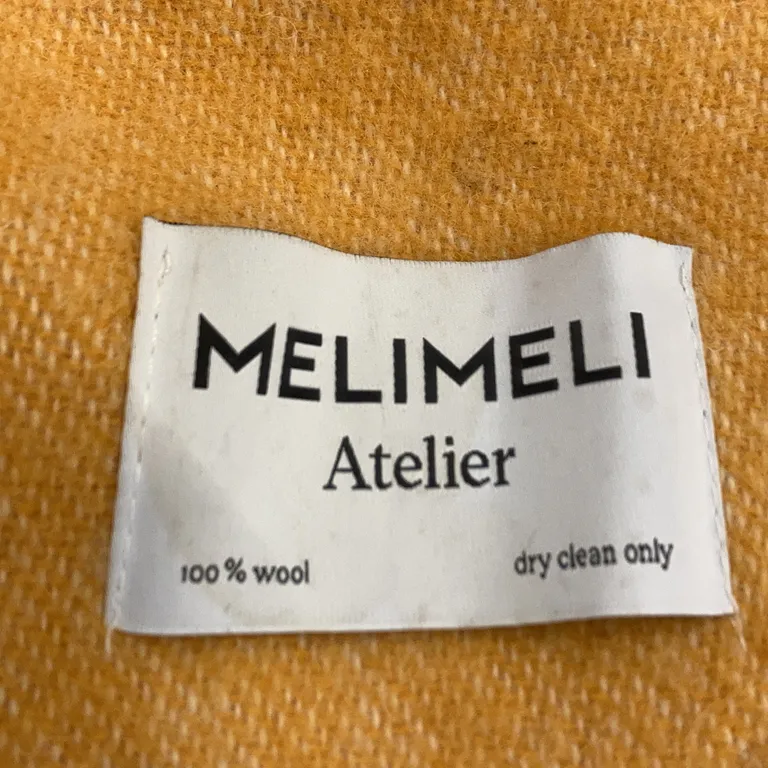 MELIMELI
Atelier
100 % wool dry clean only